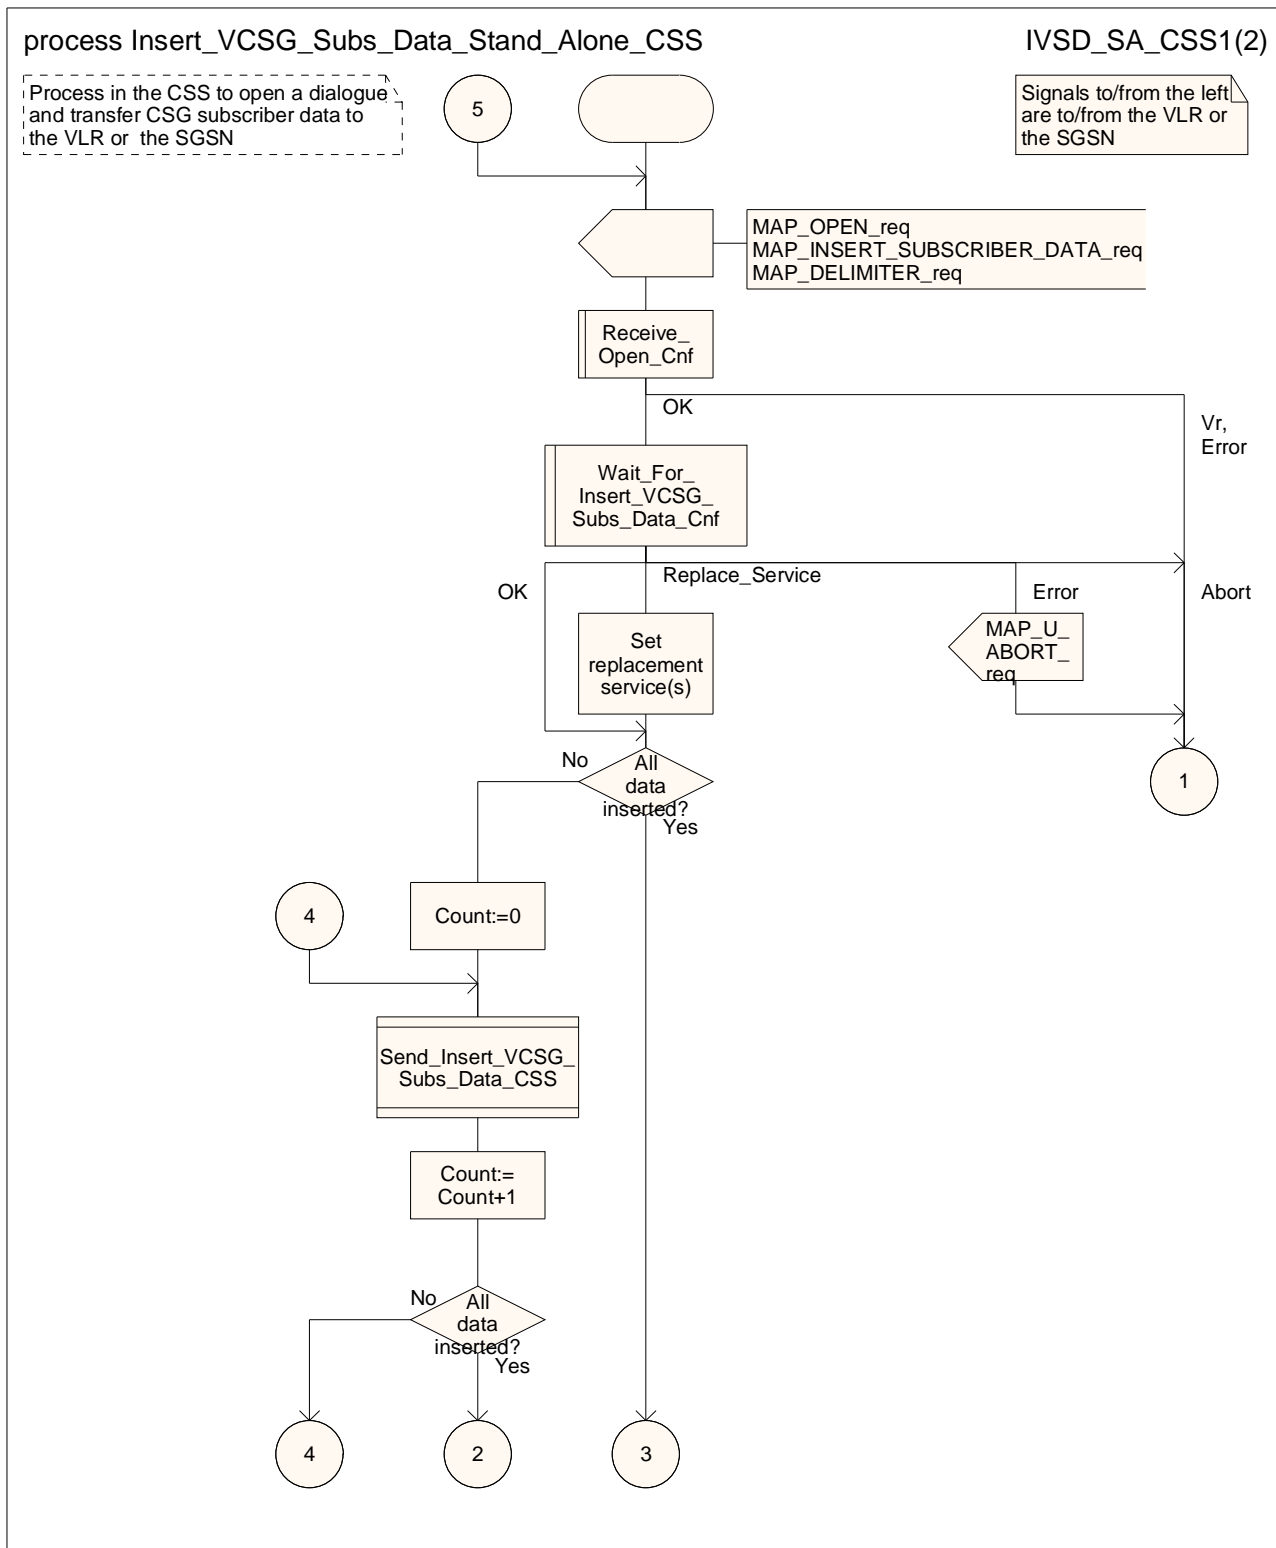 process Insert_VCSG_Subs_Data_Stand_Alone_CSS
IVSD_SA_CSS1(2)
Process in the CSS to open a dialogue
and transfer CSG subscriber data to
the VLR or the SGSN
5
Signals to/from the left
are to/from the VLR or
the SGSN
MAP_OPEN_req
MAP_INSERT_SUBSCRIBER_DATA_req
MAP_DELIMITER_req
Receive_
Open_Cnf
OK
Vr,
Error
Wait_For_
Insert_VCSG_
Subs_Data_Cnf
OK
Replace_Service
Error
Abort
Set
replacement
service(s)
MAP_U_
ABORT_
req
No
All
data
inserted?
Yes
1
4
Count:=0
Send_Insert_VCSG_
Subs_Data_CSS
Count:=
Count+1
No
All
data
inserted?
Yes
4
2
3